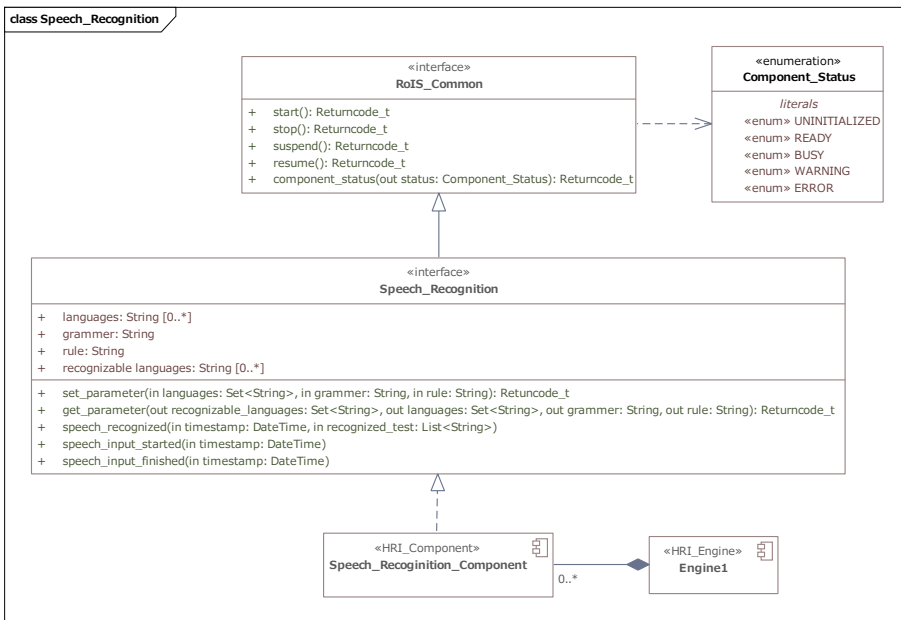 class Speech_Recognition
«interface»
RoIS_Common
+ start(): Returncode_t
+ stop(): Returncode_t
+ suspend(): Returncode_t
+ resume(): Returncode_t
+ component_status(out status: Component_Status): Returncode_t
«enumeration»
Component_Status
literals
«enum» UNINITIALIZED
«enum» READY
«enum» BUSY
«enum» WARNING
«enum» ERROR
«interface»
Speech_Recognition
+ languages: String [0..*]
+ grammer: String
+ rule: String
+ recognizable languages: String [0..*]
+ set_parameter(in languages: Set<String>, in grammer: String, in rule: String): Retuncode_t
+ get_parameter(out recognizable_languages: Set<String>, out languages: Set<String>, out grammer: String, out rule: String): Returncode_t
+ speech_recognized(in timestamp: DateTime, in recognized_test: List<String>)
+ speech_input_started(in timestamp: DateTime)
+ speech_input_finished(in timestamp: DateTime)
«HRI_Component»
Speech_Recoginition_Component
0..*
«HRI_Engine»
Engine1